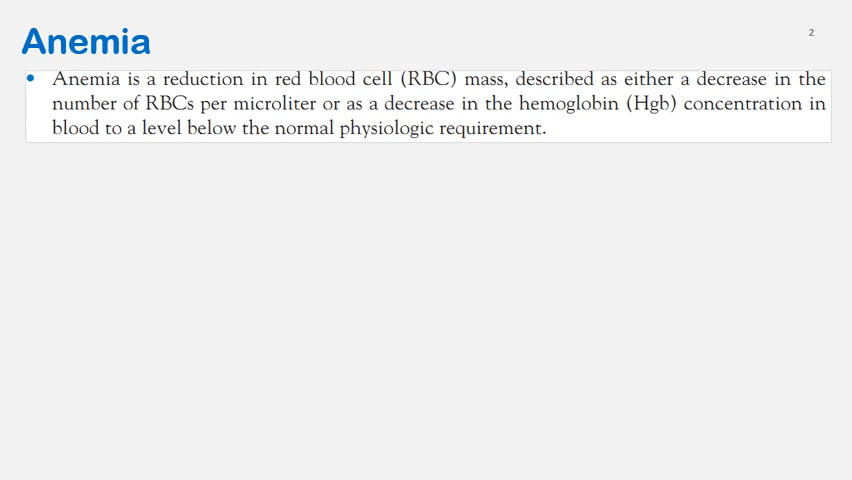 Anemia
2
• Anemia is a reduction in red blood cell (RBC) mass, described as either a decrease in the
number of RBCs per microliter or as a decrease in the hemoglobin (Hgb) concentration in
blood to a level below the normal physiologic requirement.